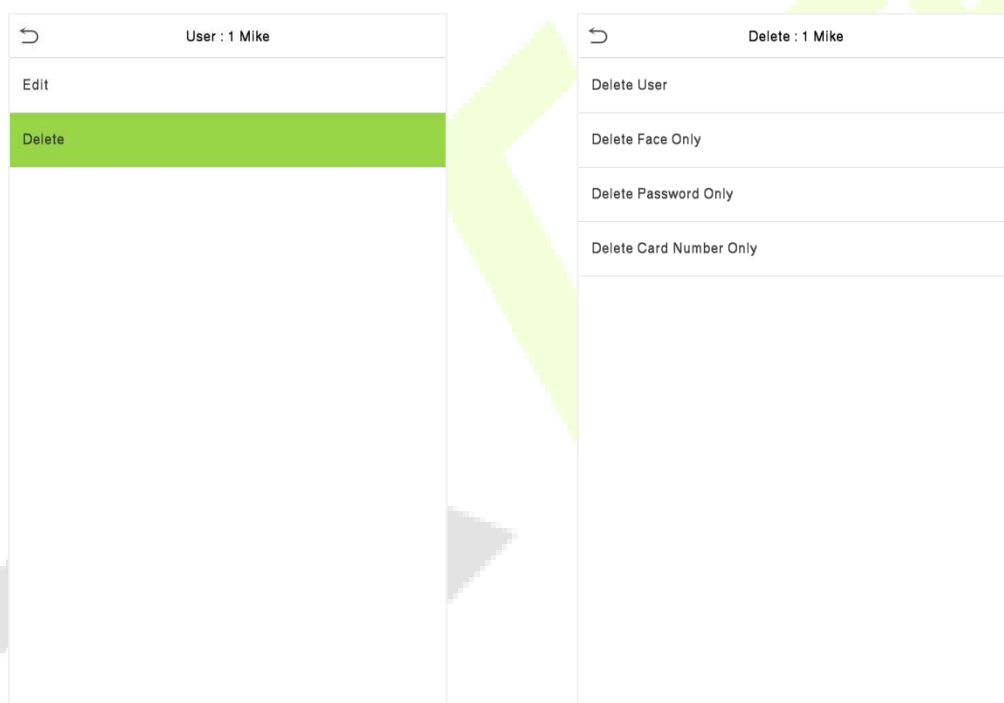 User : 1 Mike
Edit
Delete
Delete : 1 Mike
Delete User
Delete Face Only
Delete Password Only
Delete Card Number Only